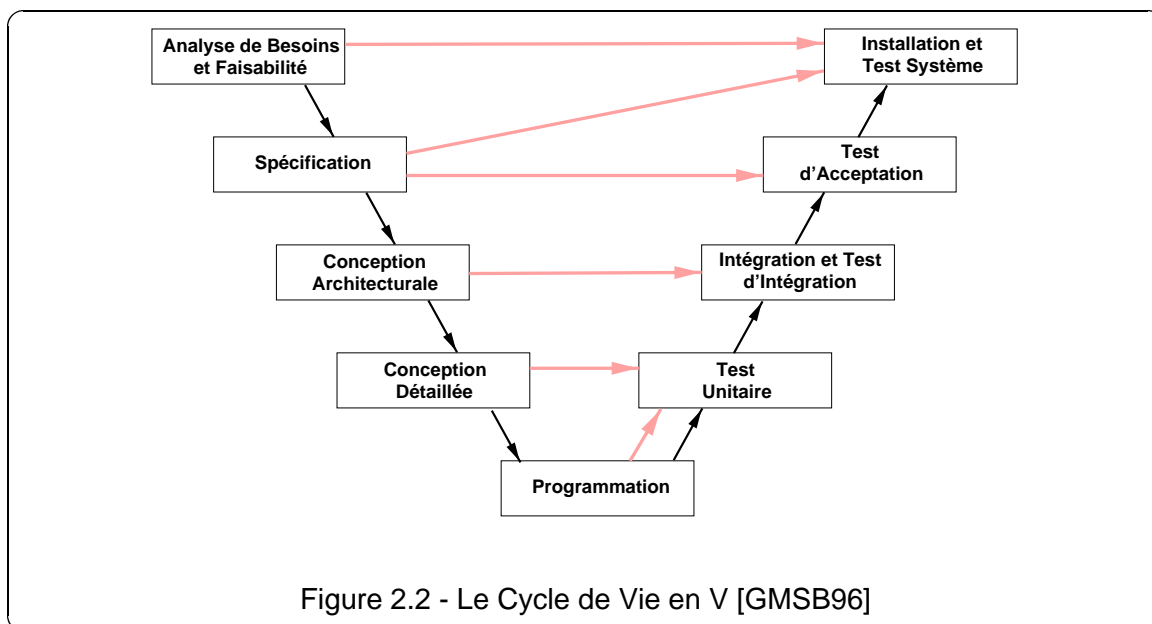 Analyse de Besoins
et Faisabilité
Installation et
Test Système
Spécification
Test
d'Acceptation
Conception
Architecturale
Intégration et Test
d'Intégration
Conception
Détaillée
Test
Unitaire
Programmation
Figure 2.2 - Le Cycle de Vie en V [GMSB96]